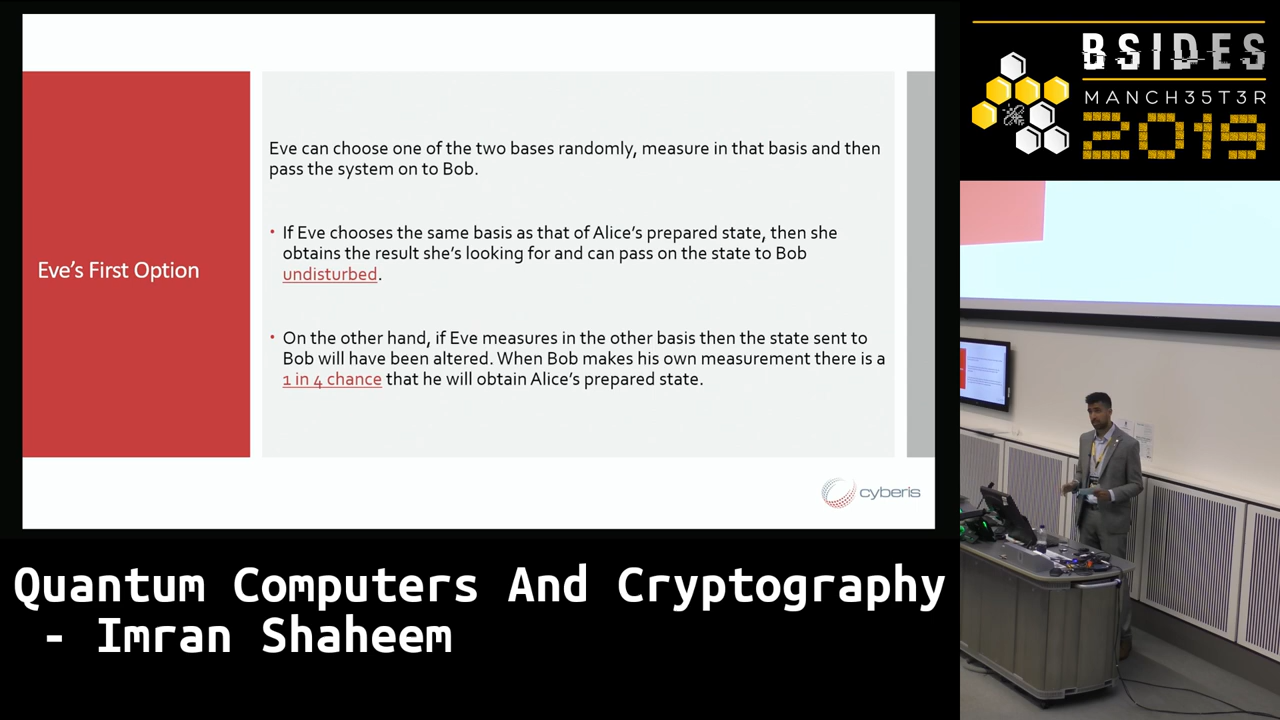 Eve's First Option
Eve can choose one of the two bases randomly, measure in that basis and then
pass the system on to Bob.
• If Eve chooses the same basis as that of Alice's prepared state, then she
obtains the result she's looking for and can pass on the state to Bob
undisturbed.
• On the other hand, if Eve measures in the other basis then the state sent to
Bob will have been altered. When Bob makes his own measurement there is a
1 in 4 chance that he will obtain Alice's prepared state.
cyberis
BSIDES
MANCH35T3R
2019
Quantum Computers And Cryptography
- Imran Shaheem